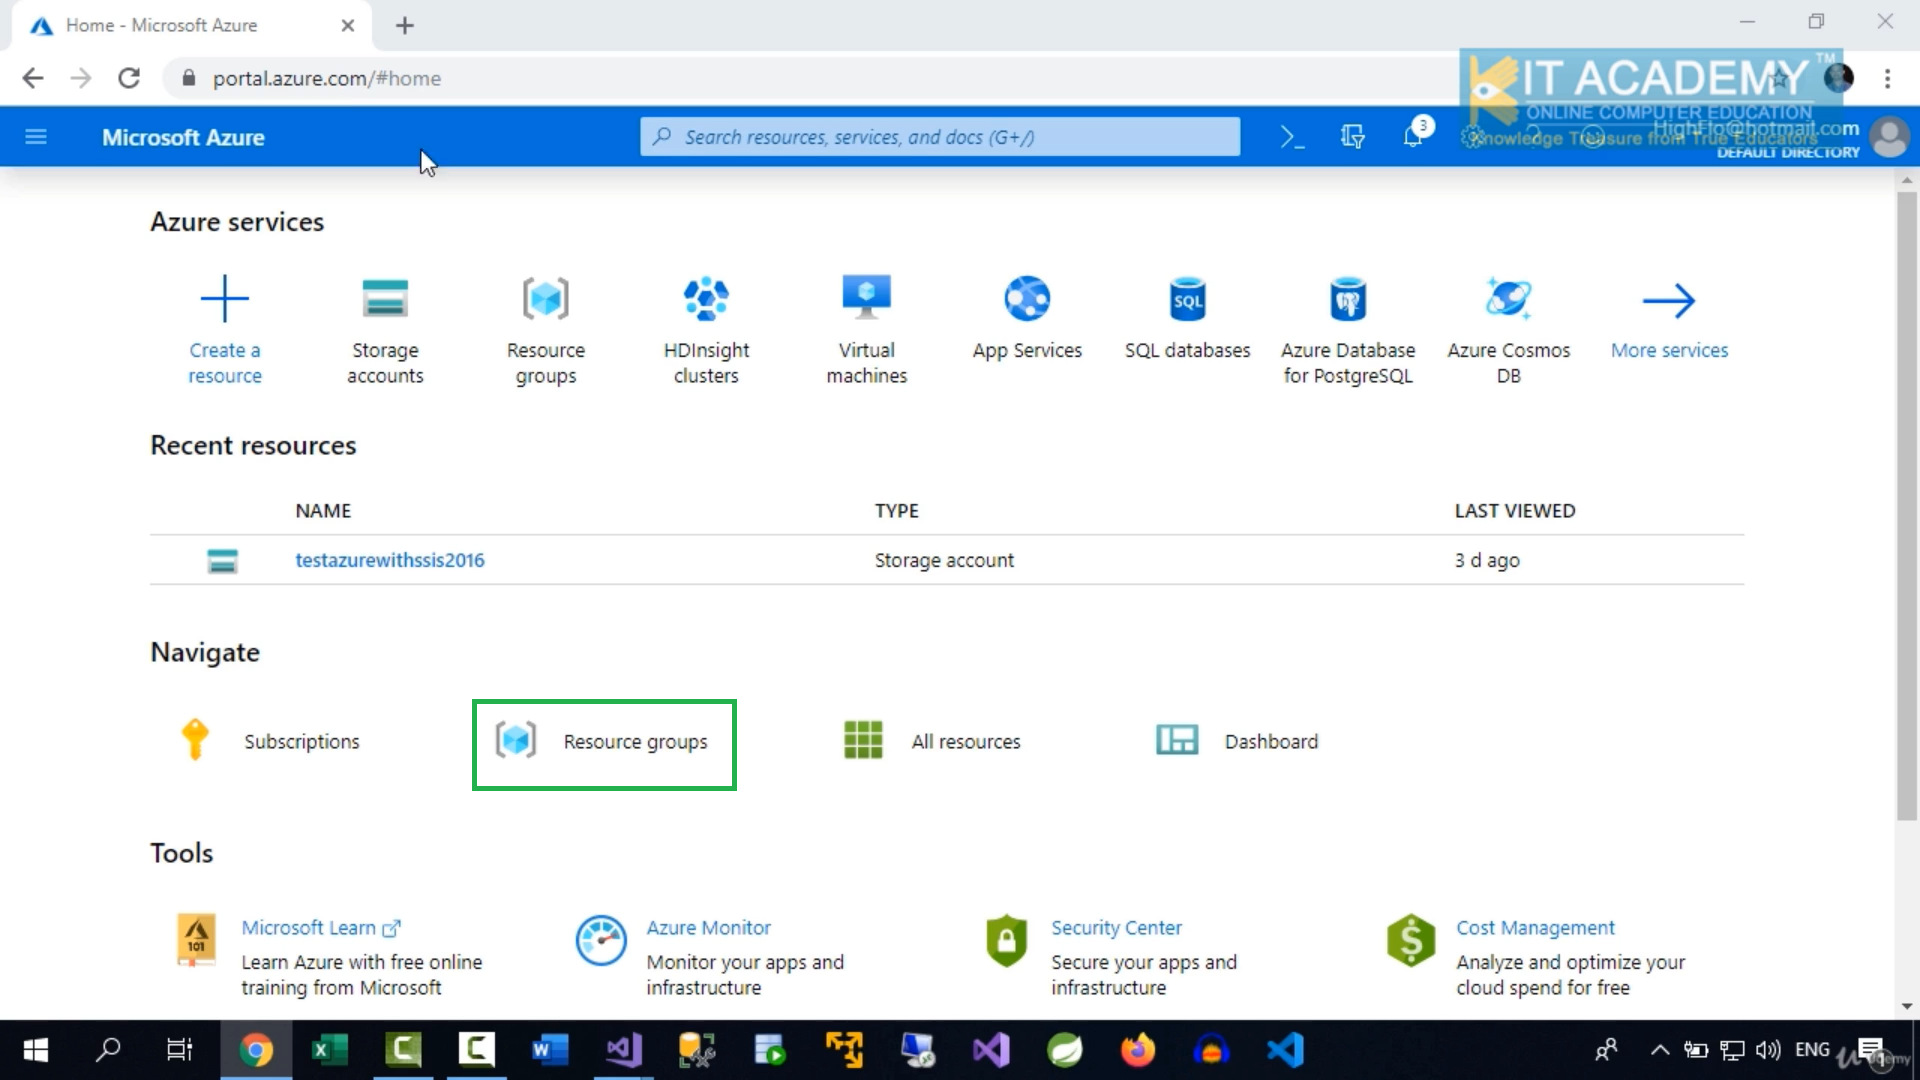 Home - Microsoft Azure
portal.azure.com/#home
IT ACADEMY TM
ONLINE COMPUTER EDUCATION
Knowledge Treasure from True Educators
Microsoft Azure
Search resources, services, and docs (G+/)
3
HighFlo@hotmail.com
DEFAULT DIRECTORY
Azure services
Create a resource
Storage accounts
Resource groups
HDInsight clusters
Virtual machines
App Services
SQL
SQL databases
Azure Database for PostgreSQL
Azure Cosmos DB
More services
Recent resources
NAME TYPE LAST VIEWED
testazurewithssis2016 Storage account 3 d ago
Navigate
Subscriptions Resource groups All resources Dashboard
Tools
101
Microsoft Learn
Learn Azure with free online
training from Microsoft
Azure Monitor
Monitor your apps and
infrastructure
Security Center
Secure your apps and
infrastructure
Cost Management
Analyze and optimize your
cloud spend for free
ENG